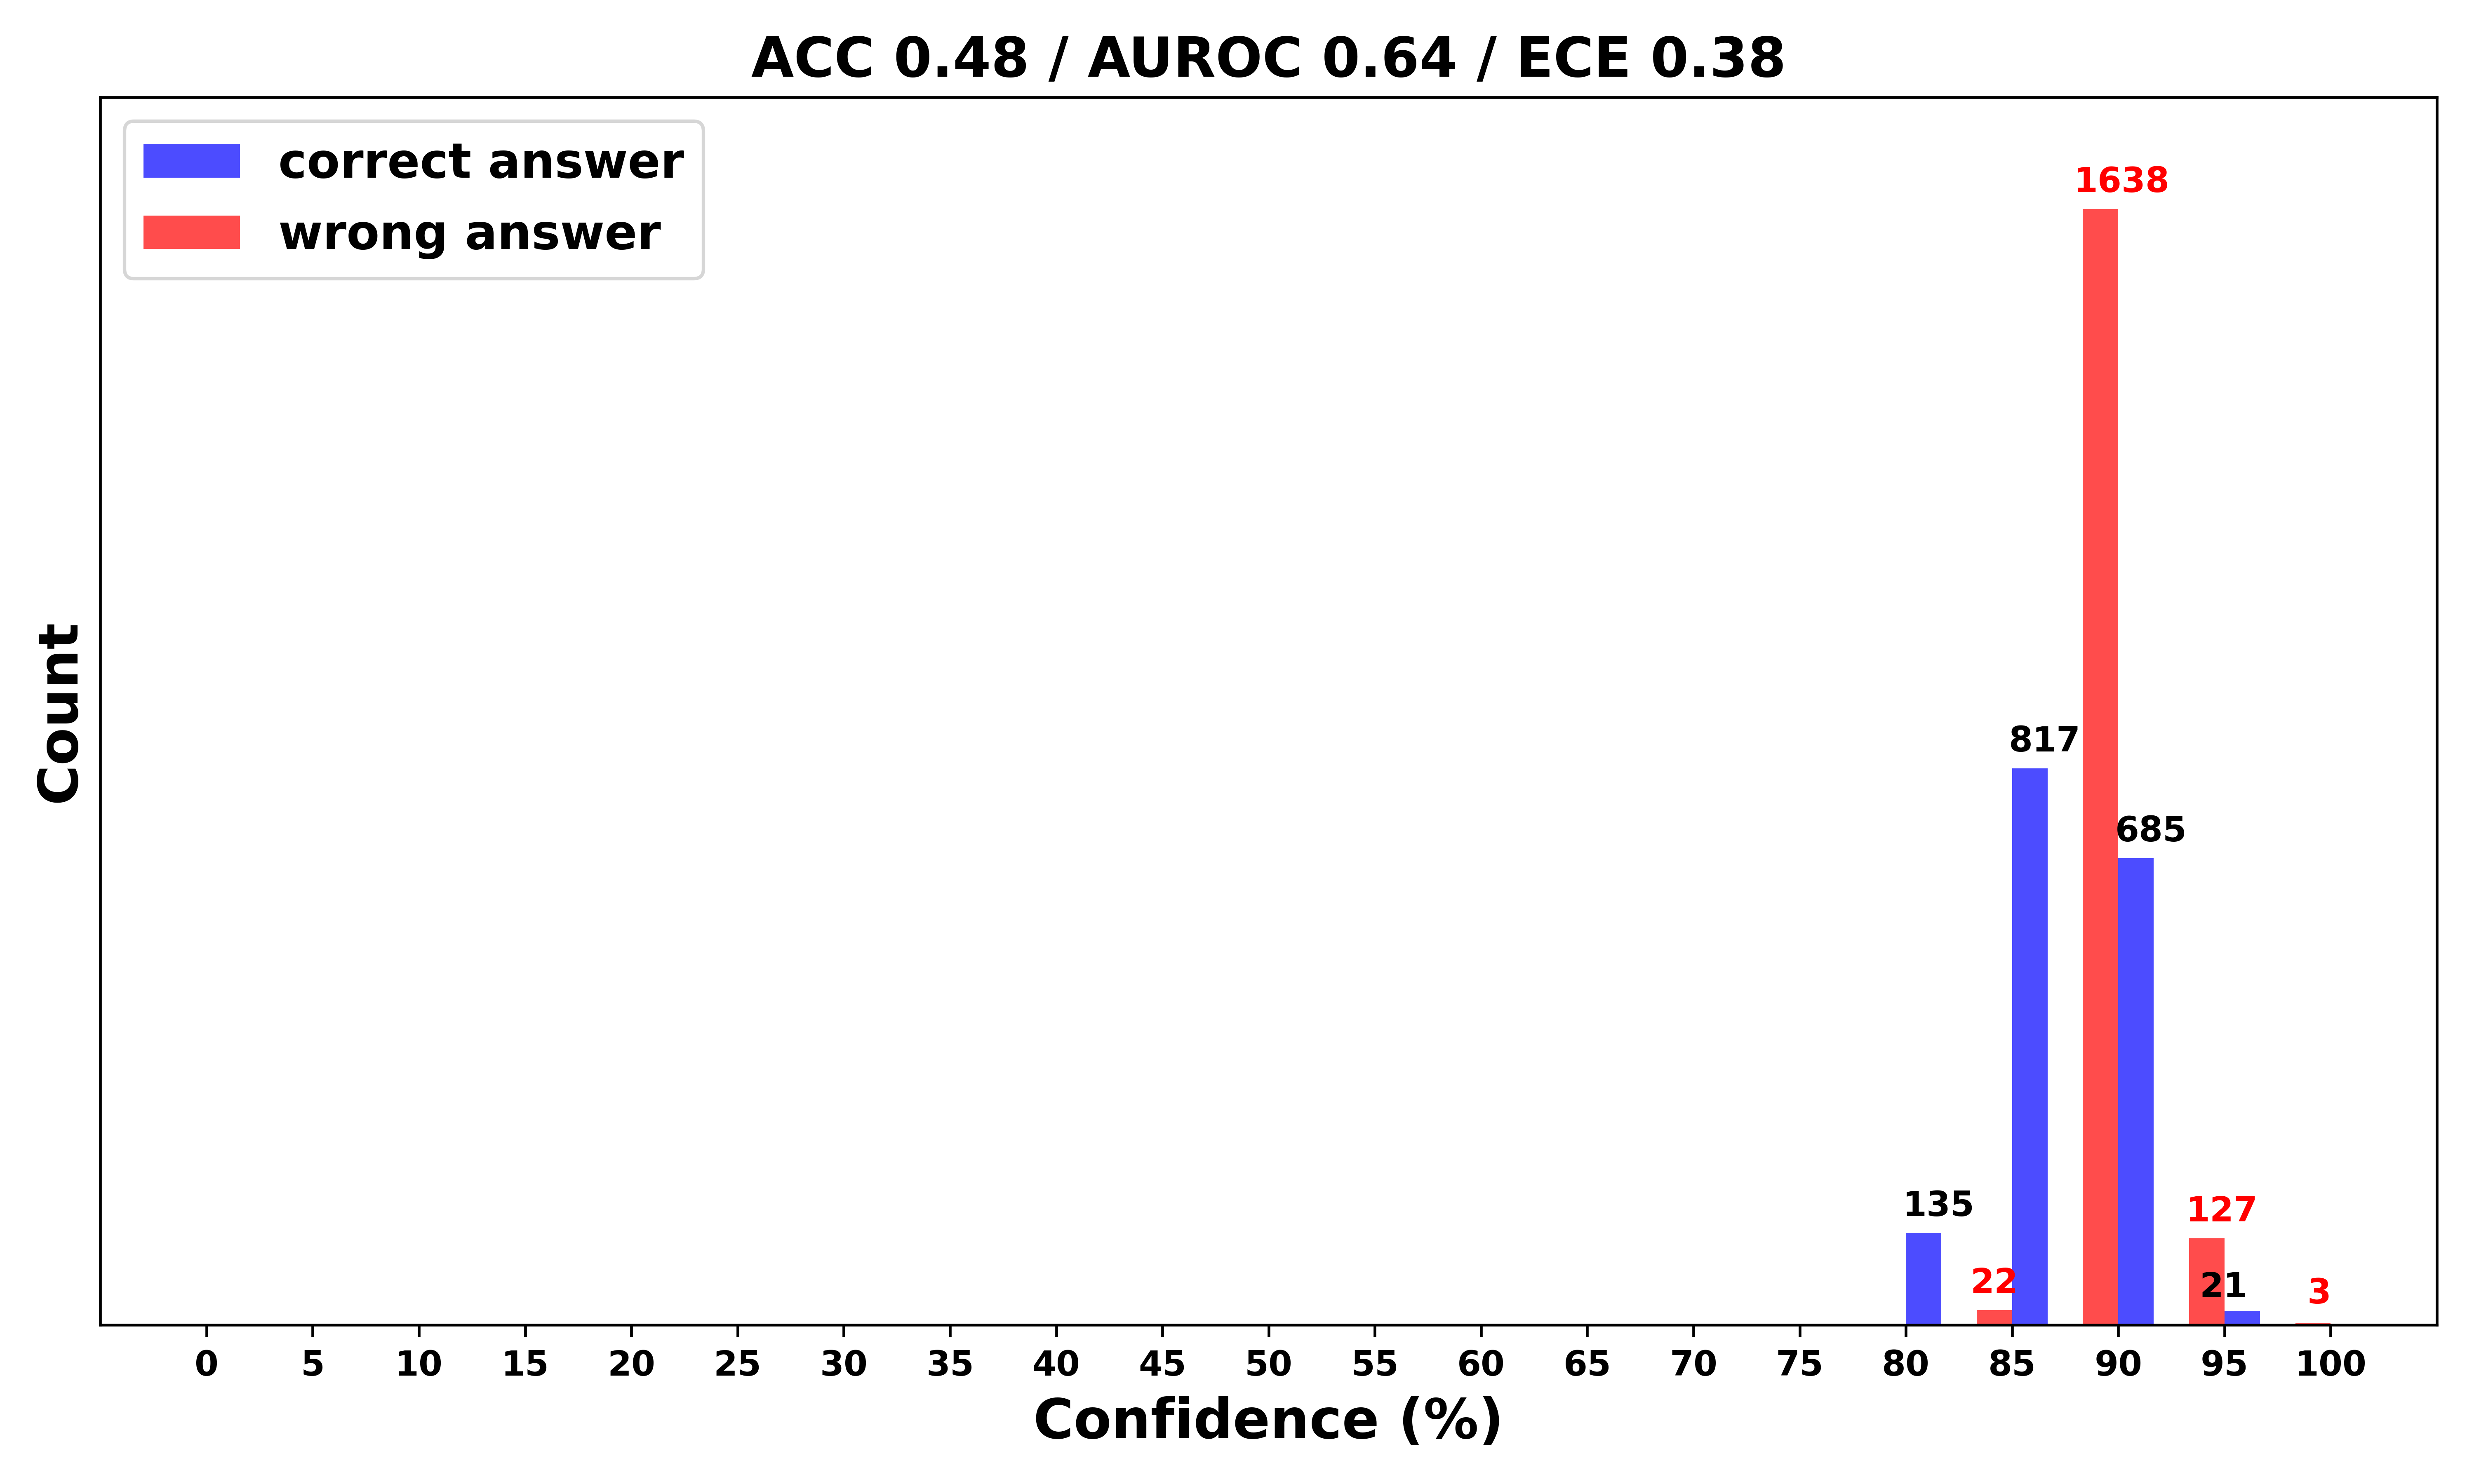 ACC 0.48 / AUROC 0.64 / ECE 0.38
correct answer
wrong answer
1638
817
685
135
127
22
21
3
Count
0 5 10 15 20 25 30 35 40 45 50 55 60 65 70 75 80 85 90 95 100
Confidence (%)